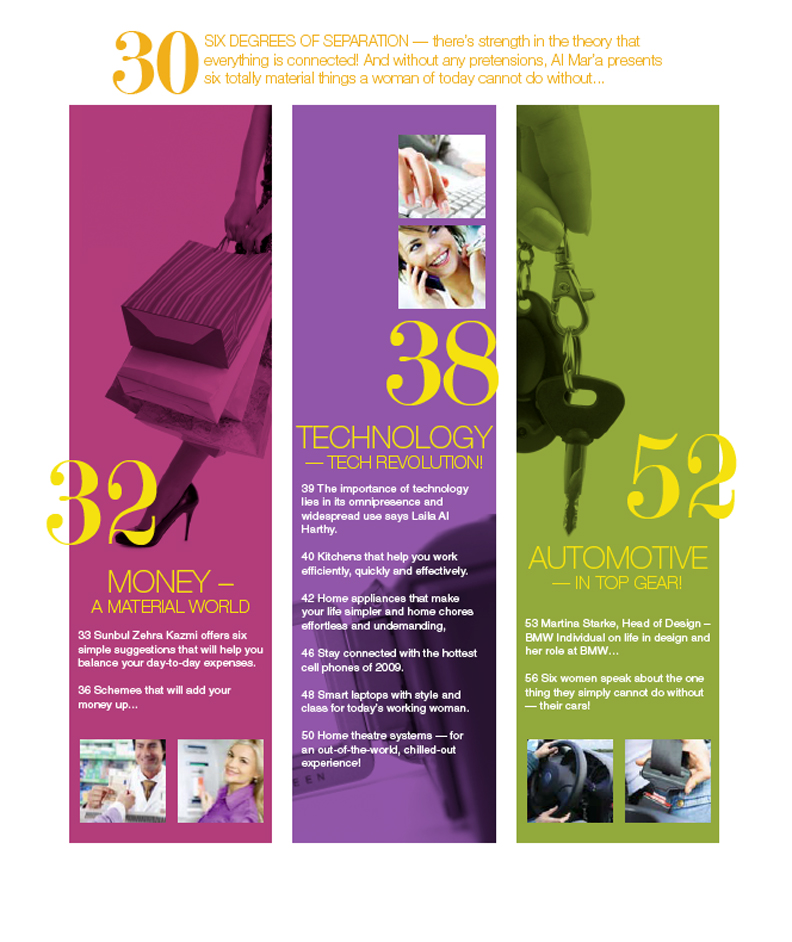 30
SIX DEGREES OF SEPARATION — there's strength in the theory that
everything is connected! And without any pretensions, Al Mar'a presents
six totally material things a woman of today cannot do without...
32
MONEY –
A MATERIAL WORLD
33 Sunbul Zehra Kazmi offers six
simple suggestions that will help you
balance your day-to-day expenses.
36 Schemes that will add your
money up...
38
TECHNOLOGY
— TECH REVOLUTION!
39 The importance of technology
lies in its omnipresence and
widespread use says Laila Al
Harthy.
40 Kitchens that help you work
efficiently, quickly and effectively.
42 Home appliances that make
your life simpler and home chores
effortless and undemanding,
46 Stay connected with the hottest
cell phones of 2009.
48 Smart laptops with style and
class for today's working woman.
50 Home theatre systems — for
an out-of-the-world, chilled-out
experience!
EEN
52
AUTOMOTIVE
— IN TOP GEAR!
53 Martina Starke, Head of Design –
BMW Individual on life in design and
her role at BMW...
56 Six women speak about the one
thing they simply cannot do without
— their cars!